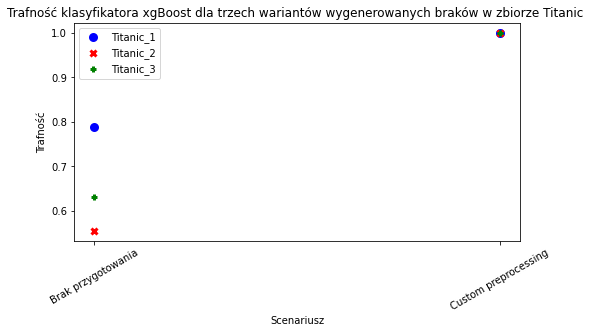 Trafność klasyfikatora xgBoost dla trzech wariantów wygenerowanych braków w zbiorze Titanic
Titanic_1
Titanic_2
Titanic_3
Trafność
1.0
0.9
0.8
0.7
0.6
Brak przygotowania
Custom preprocessing
Scenariusz